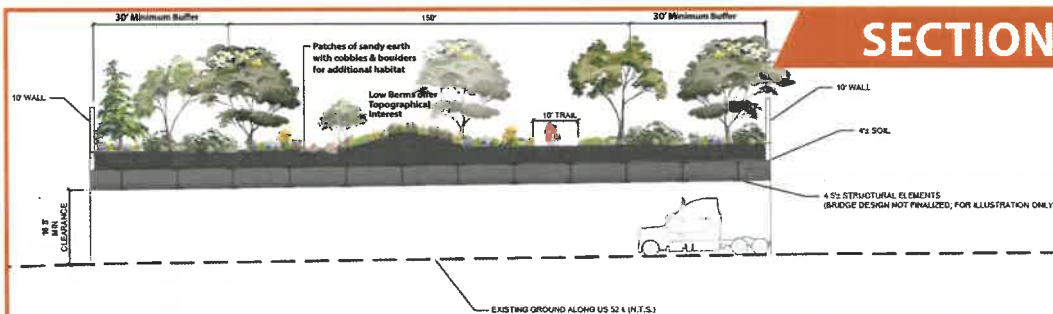 SECTION
30' Minimum Buffer
150'
30' Minimum Buffer
Patches of sandy earth
with cobbles & boulders
for additional habitat
Low Berms offer
Topographical
Interest
10' TRAIL
10' WALL
10' WALL
4'± SOIL
4.5'± STRUCTURAL ELEMENTS
(BRIDGE DESIGN NOT FINALIZED; FOR ILLUSTRATION ONLY
MIN
CLEARANCE
EXISTING GROUND ALONG US 52 (N.T.S.)